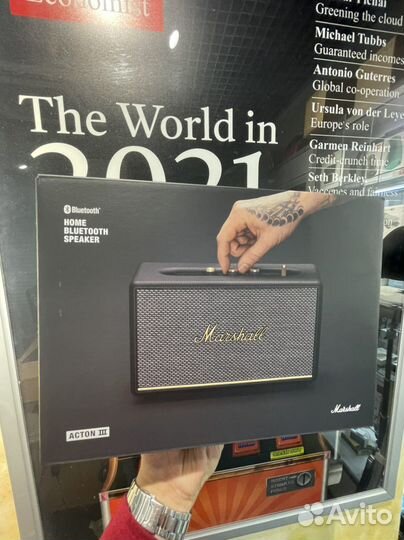 Economist
Greening the cloud
Michael Tubbs
Guaranteed incomes
Antonio Guterres
Global co-operation
Ursula von der Leye
Europe's role
Garmen Reinhart
Credit-crunch time
Seth Berkley
Vaccines and fairness
The World in
2021
Bluetooth®
HOME
BLUETOOTH
SPEAKER
Marshall
Marshall
ACTON III
Avito